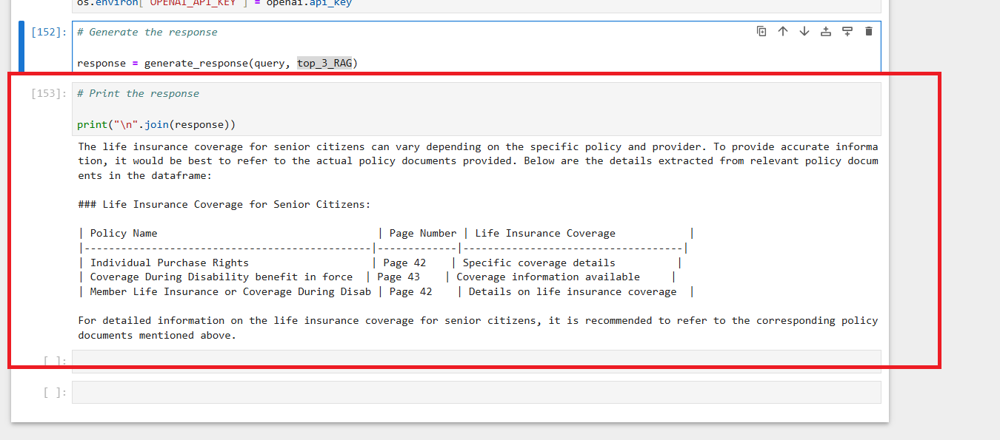 os.environ["OPENAI_API_KEY"] = openai.api_key
[152]: # Generate the response
response = generate_response(query, top_3_RAG)
[153]: # Print the response
print("\n".join(response))
The life insurance coverage for senior citizens can vary depending on the specific policy and provider. To provide accurate informa
tion, it would be best to refer to the actual policy documents provided. Below are the details extracted from relevant policy docum
ents in the dataframe:
### Life Insurance Coverage for Senior Citizens:
| Policy Name                                    | Page Number | Life Insurance Coverage            |
|-----------------------------------------------|-------------|------------------------------------|
| Individual Purchase Rights                    | Page 42    | Specific coverage details          |
| Coverage During Disability benefit in force  | Page 43    | Coverage information available     |
| Member Life Insurance or Coverage During Disab | Page 42    | Details on life insurance coverage  |
For detailed information on the life insurance coverage for senior citizens, it is recommended to refer to the corresponding policy
documents mentioned above.
[ ]:
[ ]: